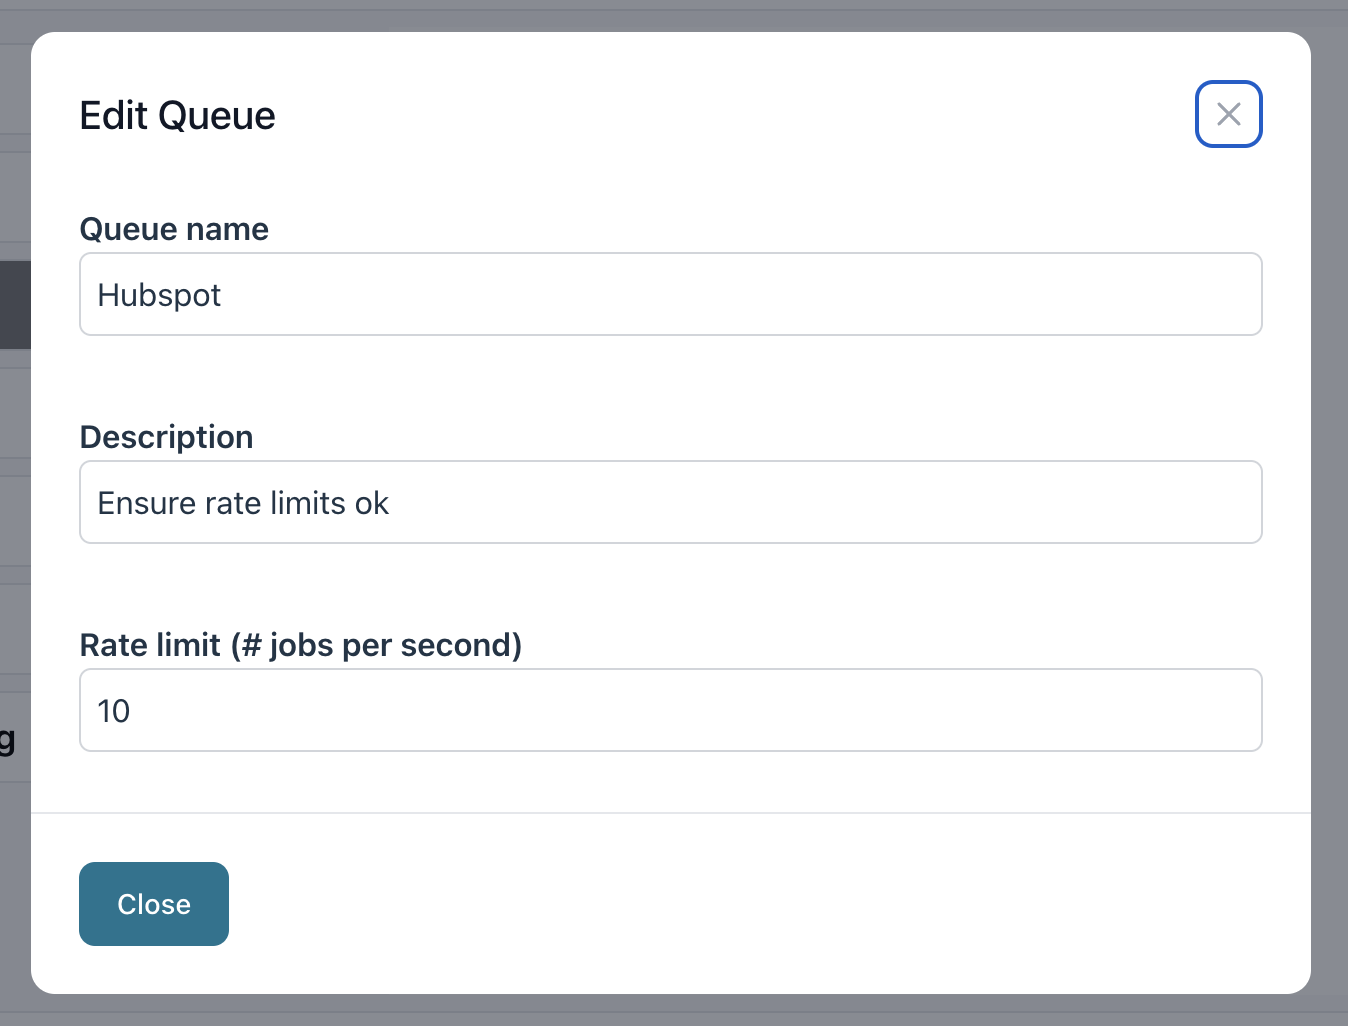 Edit Queue
Queue name
Hubspot
Description
Ensure rate limits ok
Rate limit (# jobs per second)
10
g
Close